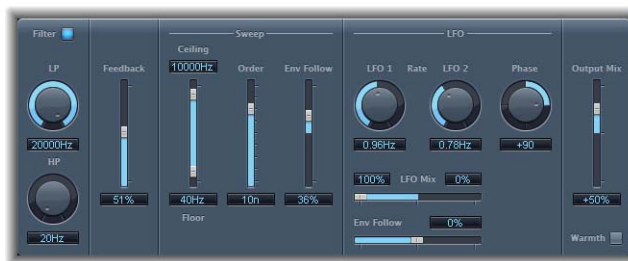 Filter
LP
20000Hz
HP
20Hz
Feedback
51%
Sweep
Ceiling
10000Hz
40Hz
Floor
Order
10n
Env Follow
36%
LFO
LFO 1 Rate LFO 2
0.96Hz 0.78Hz
Phase
+90
100% LFO Mix 0%
Env Follow 0%
Output Mix
+50%
Warmth